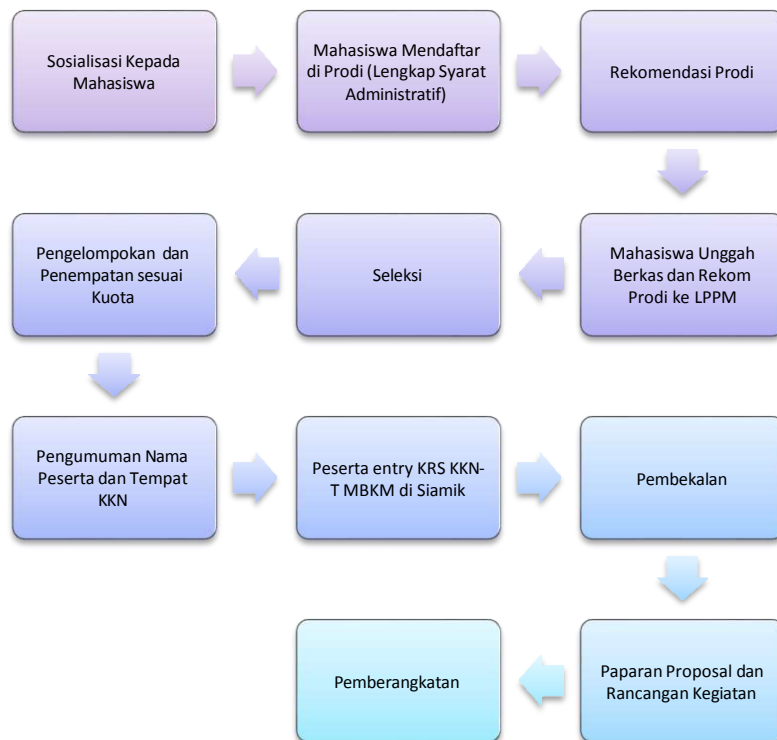 Sosialisasi Kepada
Mahasiswa
Mahasiswa Mendaftar
di Prodi (Lengkap Syarat
Administratif)
Rekomendasi Prodi
Mahasiswa Unggah
Berkas dan Rekom
Prodi ke LPPM
Seleksi
Pengelompokan dan
Penempatan sesuai
Kuota
Pengumuman Nama
Peserta dan Tempat
KKN
Peserta entry KRS KKN-
T MBKM di Siamik
Pembekalan
Paparan Proposal dan
Rancangan Kegiatan
Pemberangkatan